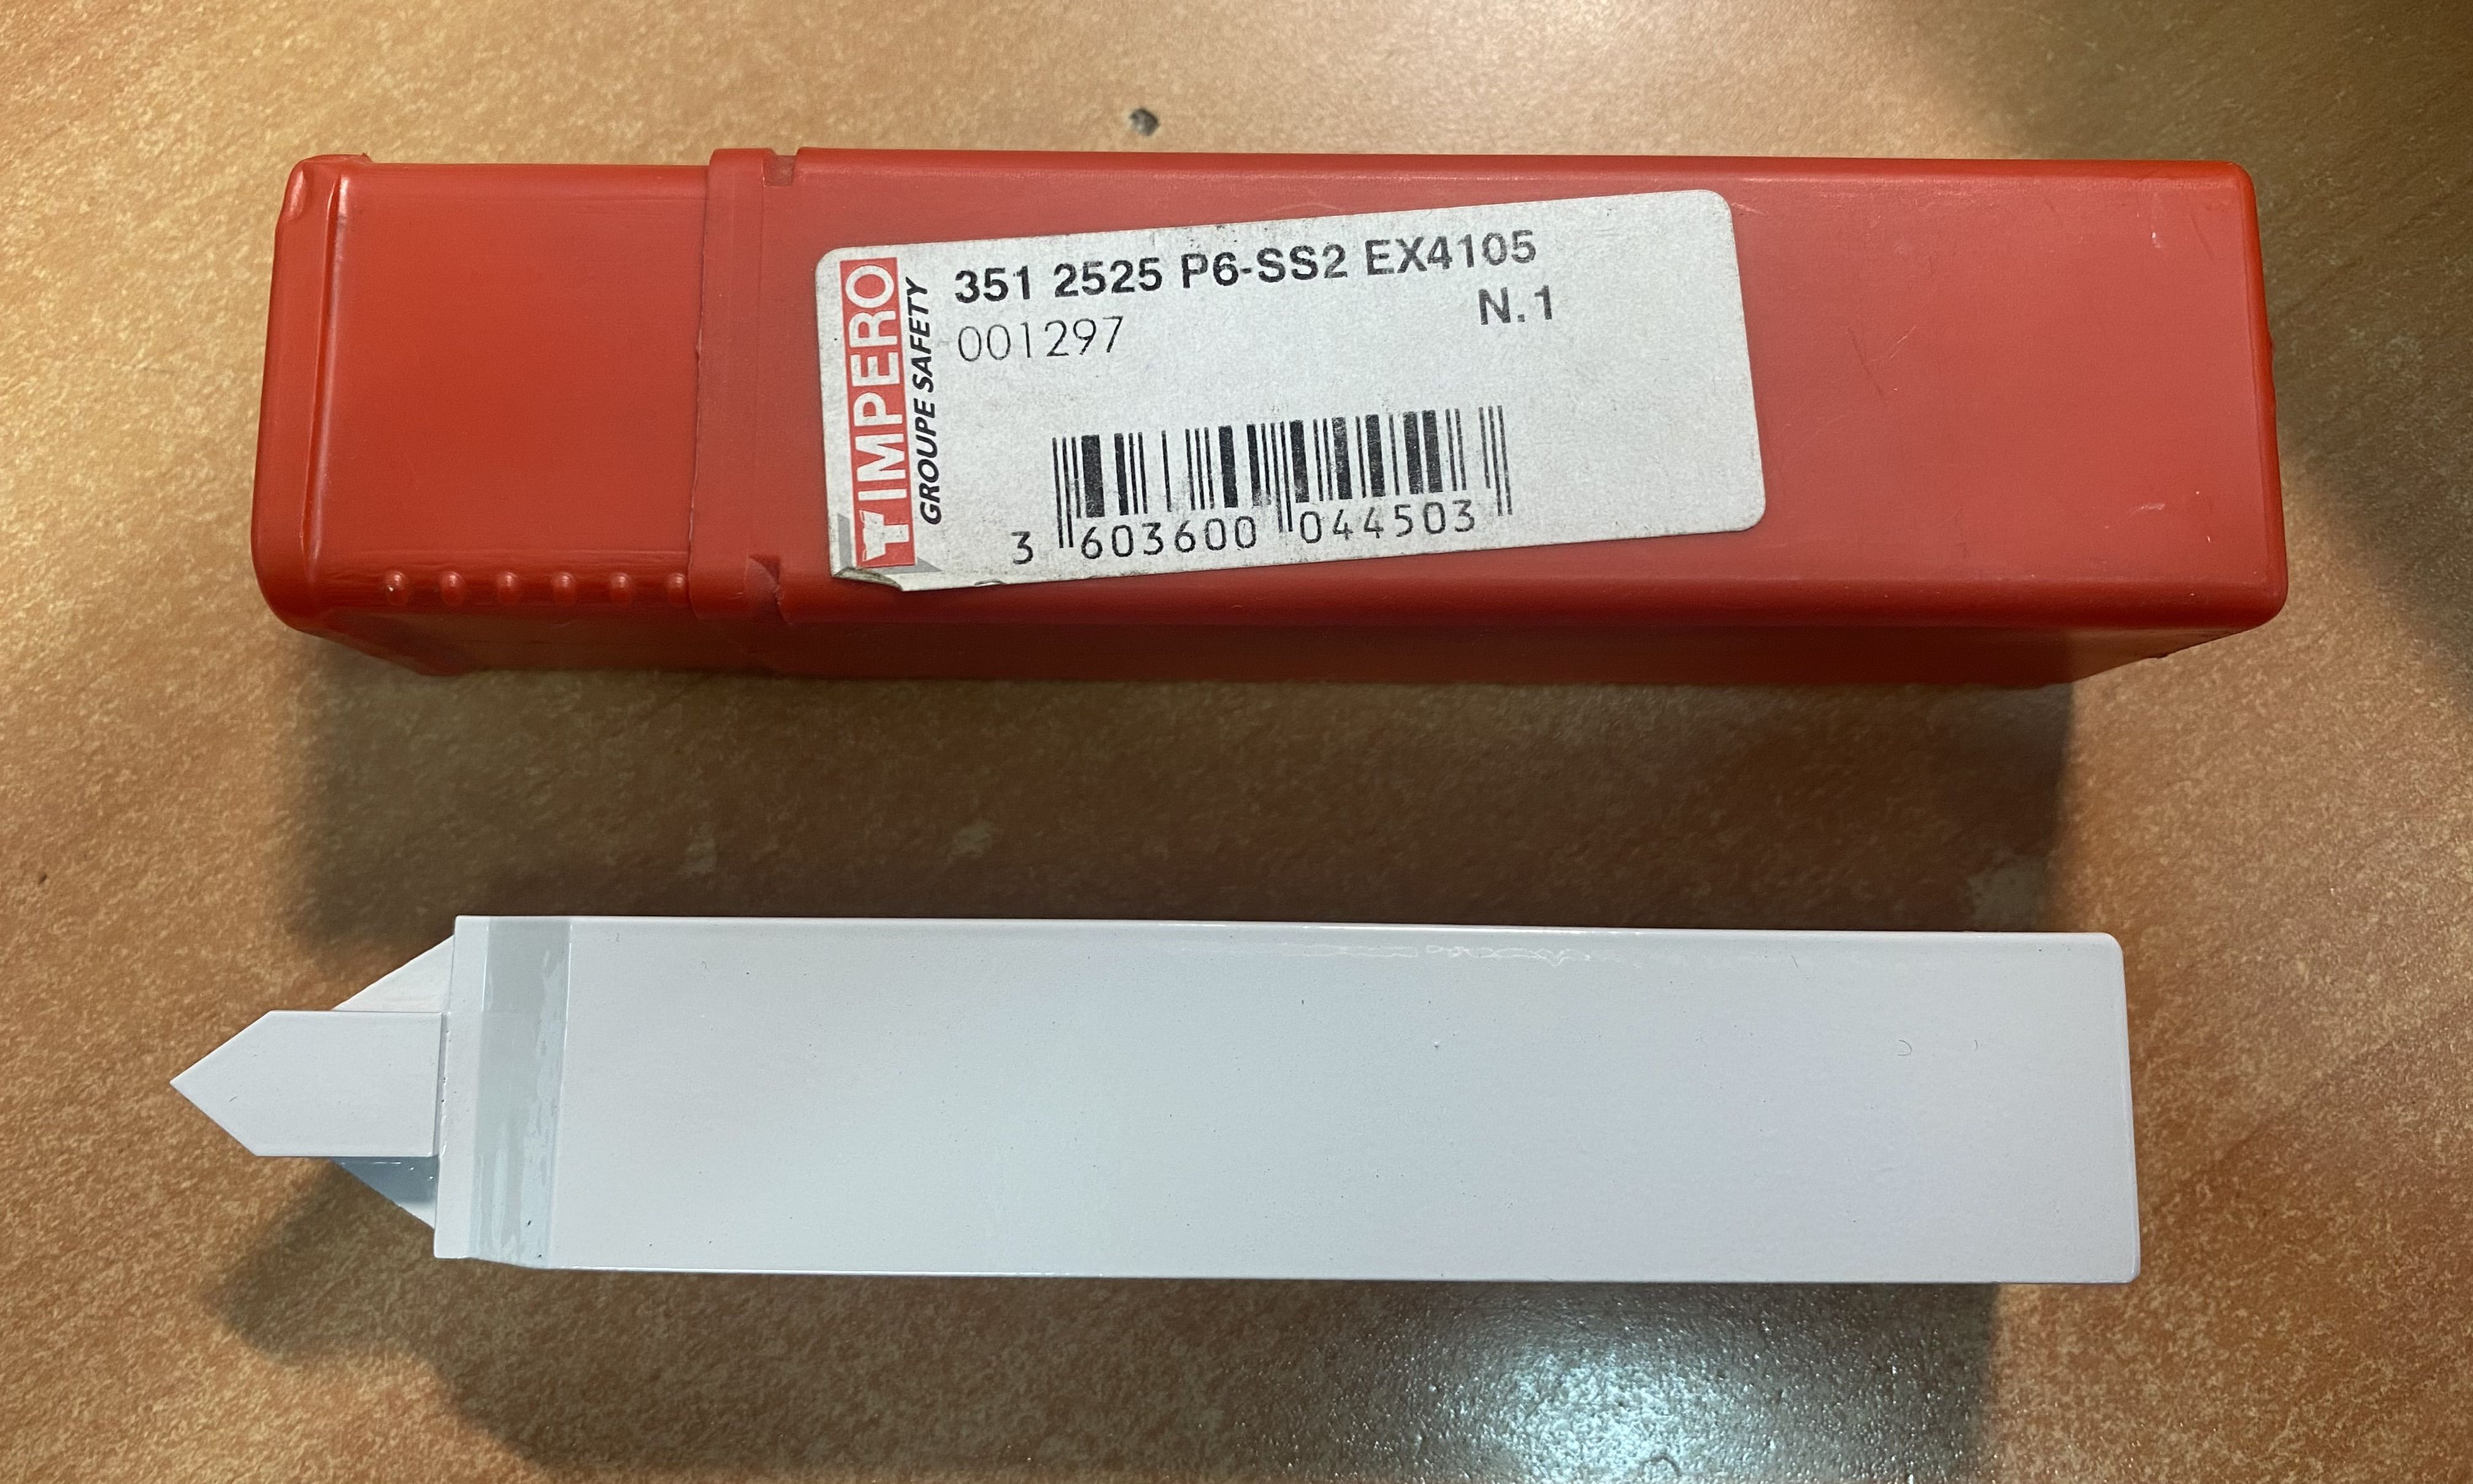 351 2525 P6-SS2 EX4105
N.1
001297
IMPERO
GROUPE SAFETY
3 603600 044503